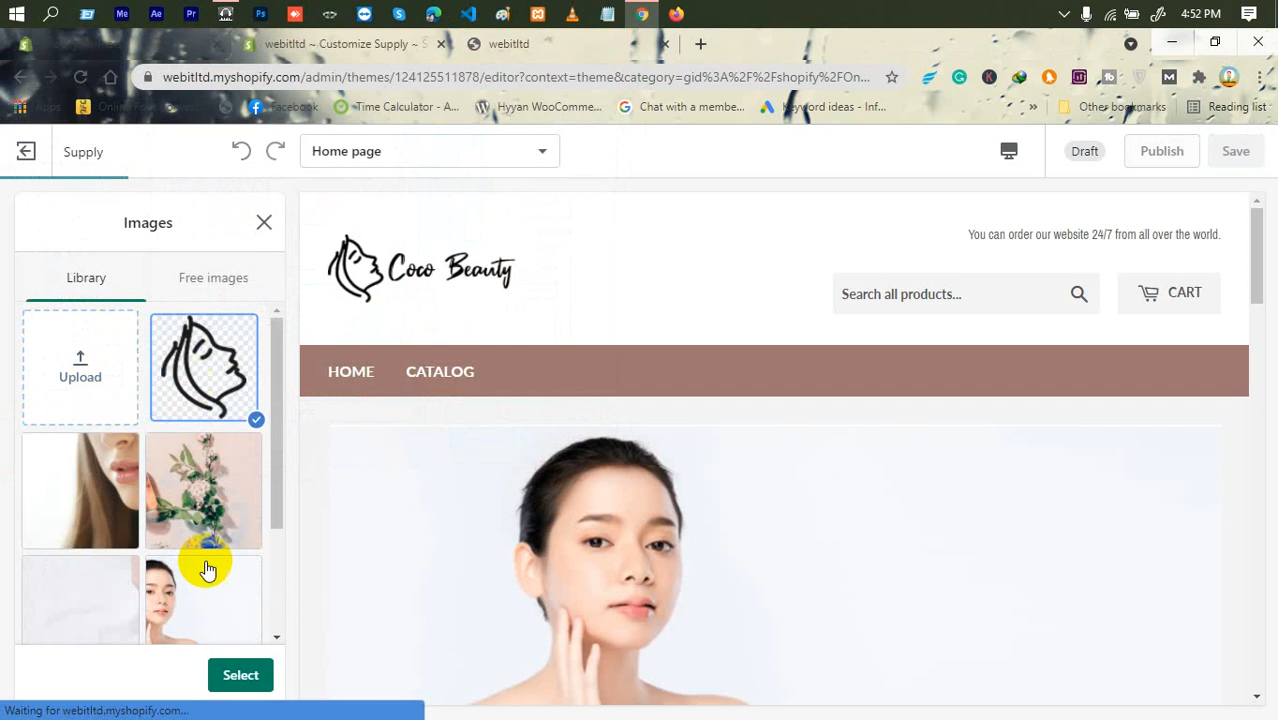 4:52 PM
webitltd ~ Customize Supply ~ S
webitltd
webitltd.myshopify.com/admin/themes/124125511878/editor?context=theme&category=gid%3A%2F%2Fshopify%2FOn...
Apps
Facebook
Time Calculator - A...
Hyyan WooComme...
Chat with a membe...
Keyword ideas - Inf...
Other bookmarks
Reading list
Supply
Home page
Draft
Publish
Save
Images
Library
Free images
Upload
Select
Coco Beauty
You can order our website 24/7 from all over the world.
Search all products...
CART
HOME
CATALOG
Waiting for webitltd.myshopify.com...